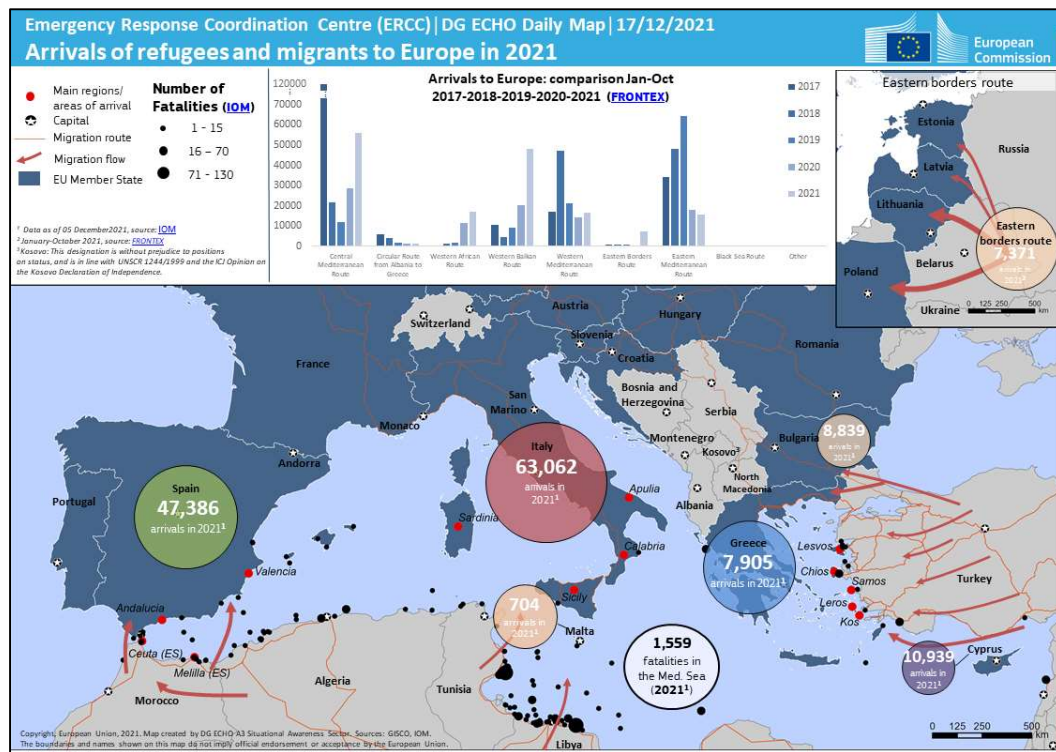 Emergency Response Coordination Centre (ERCC) | DG ECHO Daily Map | 17/12/2021
Arrivals of refugees and migrants to Europe in 2021
European
Commission
Main regions/
areas of arrival
Capital
Migration route
Migration flow
EU Member State
Number of
Fatalities (IOM)
1 - 15
16 – 70
71 - 130
¹ Data as of 05 December2021, source: IOM
² January-October 2021, source: FRONTEX
³ Kosovo: This designation is without prejudice to positions
on status, and is in line with UNSCR 1244/1999 and the ICJ Opinion on
the Kosovo Declaration of Independence.
Arrivals to Europe: comparison Jan-Oct
2017-2018-2019-2020-2021 (FRONTEX)
120000
70000
60000
50000
40000
30000
20000
10000
0
Central
Mediterranean
Route
Circular Route
from Albania to
Greece
Western African
Route
Western Balkan
Route
Western
Mediterranean
Route
Eastern Borders
Route
Eastern
Mediterranean
Route
Black Sea Route
Other
2017
2018
2019
2020
2021
Eastern borders route
Estonia
Russia
Latvia
Lithuania
Eastern
borders route
7,371
arrivals in
2021²
Belarus
Poland
Ukraine
0 125 250 500
km
Switzerland
Austria
Hungary
Slovenia
Croatia
Romania
France
San
Marino
Bosnia and
Herzegovina
Serbia
Monaco
Montenegro
Kosovo³
Bulgaria
8,839
arrivals in
2021¹
Andorra
Italy
63,062
arrivals in
2021¹
North
Macedonia
Albania
Portugal
Spain
47,386
arrivals in 2021¹
Sardinia
Apulia
Greece
7,905
arrivals in 2021¹
Lesvos
Chios
Samos
Leros
Kos
Turkey
Valencia
Calabria
Sicily
Andalucia
704
arrivals in
2021¹
Malta
1,559
fatalities in
the Med. Sea
(2021¹)
10,939
arrivals in
2021¹
Cyprus
Ceuta (ES)
Melilla (ES)
Morocco
Algeria
Tunisia
Libya
0 125 250 500
km
Copyright, European Union, 2021. Map created by DG ECHO A3 Situational Awareness Sector. Sources: GISCO, IOM.
The boundaries and names shown on this map do not imply official endorsement or acceptance by the European Union.